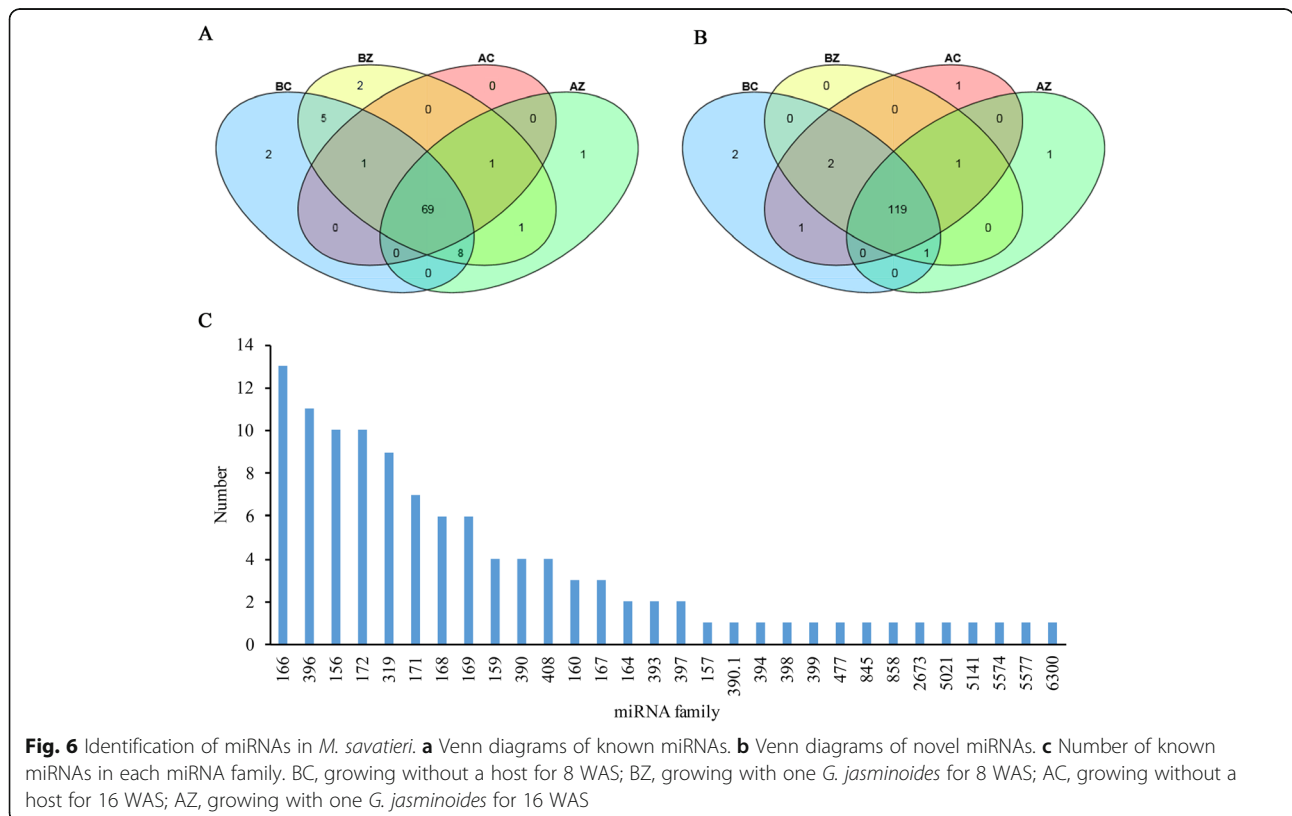 A
B
BZ
AC
BC
AZ
2
0
5
0
0
2
1
1
1
69
0
1
0
8
0
BZ
AC
BC
AZ
0
1
0
0
0
2
2
1
1
119
1
0
0
1
0
C
14
12
10
8
6
4
2
0
Number
166 396 156 172 319 171 168 169 159 390 408 160 167 164 393 397 157 390.1 394 398 399 477 845 858 2673 5021 5141 5574 5577 6300
miRNA family
Fig. 6 Identification of miRNAs in M. savatieri. a Venn diagrams of known miRNAs. b Venn diagrams of novel miRNAs. c Number of known
miRNAs in each miRNA family. BC, growing without a host for 8 WAS; BZ, growing with one G. jasminoides for 8 WAS; AC, growing without a
host for 16 WAS; AZ, growing with one G. jasminoides for 16 WAS